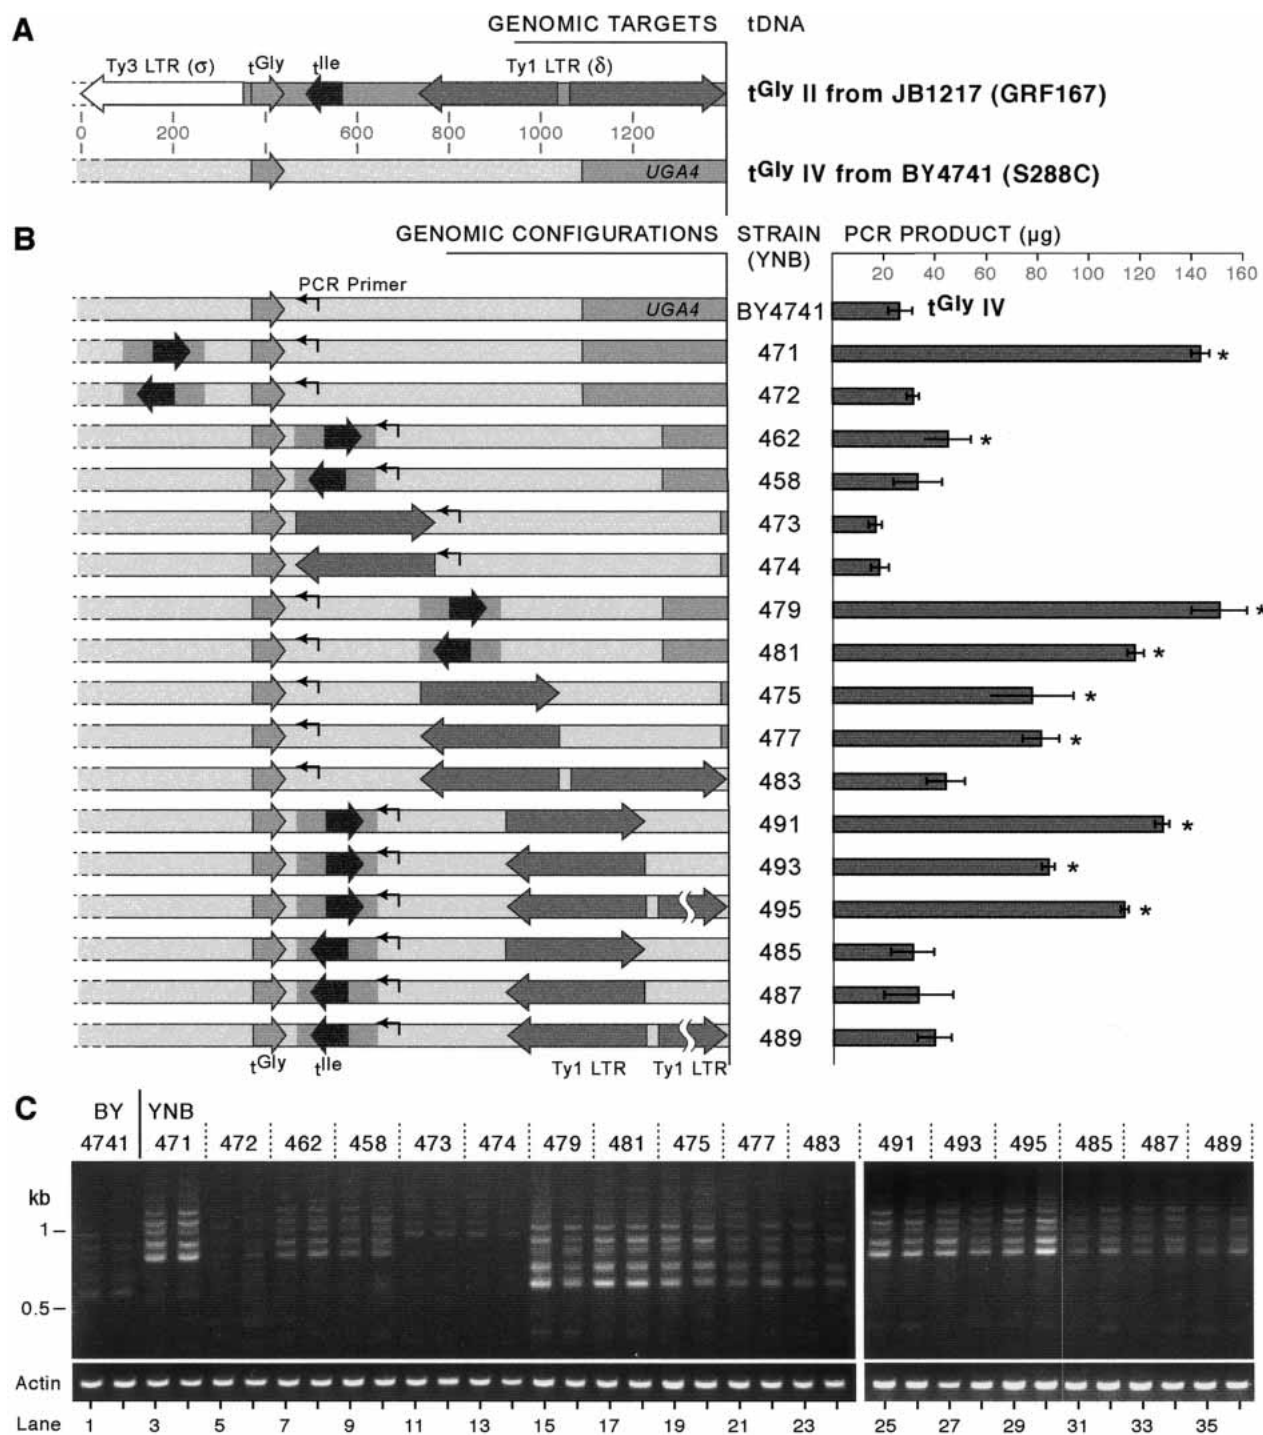 A
GENOMIC TARGETS tDNA
Ty3 LTR (σ) tGly tIle Ty1 LTR (δ)
tGly II from JB1217 (GRF167)
0 200 600 800 1000 1200
UGA4 tGly IV from BY4741 (S288C)
B
GENOMIC CONFIGURATIONS STRAIN (YNB) PCR PRODUCT (µg)
20 40 60 80 100 120 140 160
PCR Primer
UGA4 BY4741 tGly IV
471 *
472
462 *
458
473
474
479 *
481 *
475 *
477 *
483
491 *
493 *
495 *
485
487
489
tGly tIle Ty1 LTR Ty1 LTR
C
BY YNB
4741 471 472 462 458 473 474 479 481 475 477 483 491 493 495 485 487 489
kb
1
0.5
Actin
Lane 1 3 5 7 9 11 13 15 17 19 21 23 25 27 29 31 33 35